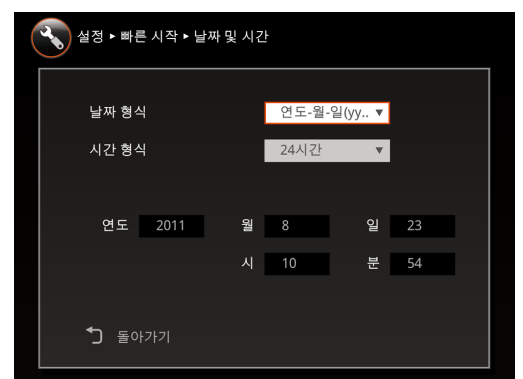 설정 ▸ 빠른 시작 ▸ 날짜 및 시간
날짜 형식 연도-월-일(yy.. ▼
시간 형식 24시간 ▼
연도 2011 월 8 일 23
시 10 분 54
돌아가기